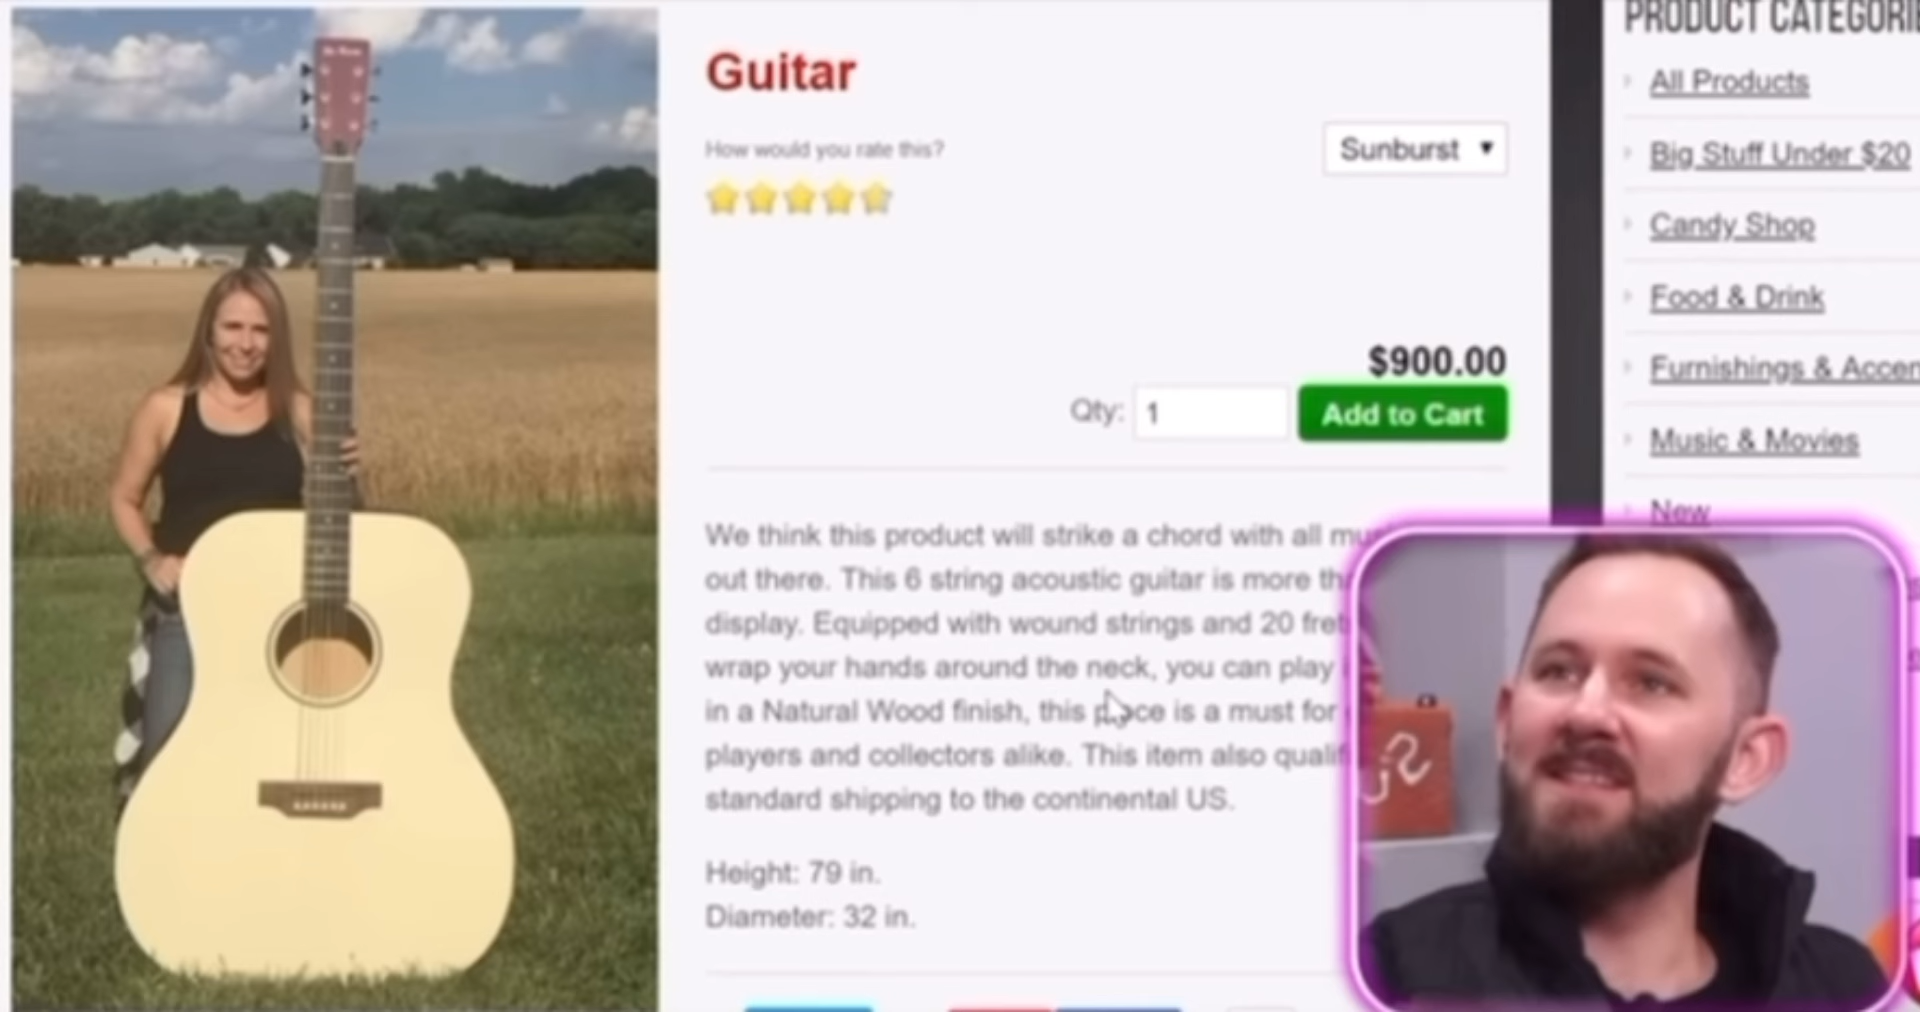 Guitar
How would you rate this?
Sunburst
$900.00
Qty: 1
Add to Cart
We think this product will strike a chord with all
out there. This 6 string acoustic guitar is more
display. Equipped with wound strings and 20
wrap your hands around the neck, you can play
in a Natural Wood finish, this is a must for
players and collectors alike. This item also
standard shipping to the continental US.
Height: 79 in.
Diameter: 32 in.
PRODUCT CATEGORIE
All Products
Big Stuff Under $20
Candy Shop
Food & Drink
Furnishings & Accen
Music & Movies
New